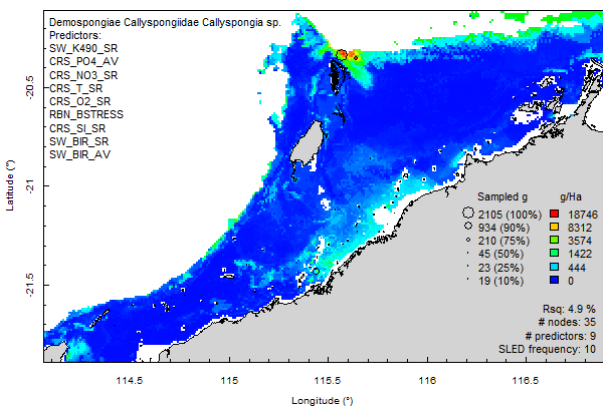 Demospongiae Callyspongiidae Callyspongia sp.
Predictors:
SW_K490_SR
CRS_PO4_AV
CRS_NO3_SR
CRS_T_SR
CRS_O2_SR
RBN_BSTRESS
CRS_SI_SR
SW_BIR_SR
SW_BIR_AV
-20.5
-21
-21.5
Latitude (°)
Sampled g g/Ha
2105 (100%) 18746
934 (90%) 8312
210 (75%) 3574
45 (50%) 1422
23 (25%) 444
19 (10%) 0
Rsq: 4.9 %
# nodes: 35
# predictors: 9
SLED frequency: 10
114.5 115 115.5 116 116.5
Longitude (°)